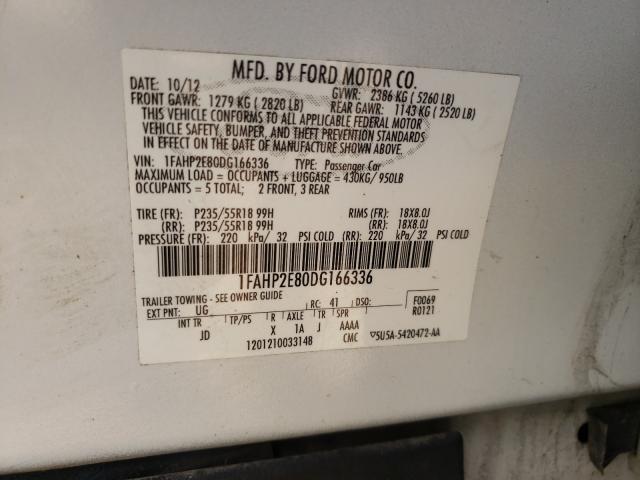 MFD. BY FORD MOTOR CO.
DATE: 10/12 GVWR: 2386 KG ( 5260 LB)
FRONT GAWR: 1279 KG ( 2820 LB) REAR GAWR: 1143 KG ( 2520 LB)
THIS VEHICLE CONFORMS TO ALL APPLICABLE FEDERAL MOTOR
VEHICLE SAFETY, BUMPER, AND THEFT PREVENTION STANDARDS
IN EFFECT ON THE DATE OF MANUFACTURE SHOWN ABOVE.
VIN: 1FAHP2E80DG166336 TYPE: Passenger Car
MAXIMUM LOAD = OCCUPANTS + LUGGAGE = 430KG/ 950LB
OCCUPANTS = 5 TOTAL; 2 FRONT, 3 REAR
TIRE (FR): P235/55R18 99H RIMS (FR): 18X8.0J
(RR): P235/55R18 99H (RR): 18X8.0J
PRESSURE (FR): 220 kPa/ 32 PSI COLD (RR): 220 kPa/ 32 PSI COLD
1FAHP2E80DG166336
TRAILER TOWING - SEE OWNER GUIDE
EXT PNT: UG RC: 41 DSO: F0069
R0121
INT TR TP/PS R AXLE TR SPR
JD X 1A J AAAA
1201210033148 CMC ▽5U5A-5420472-AA